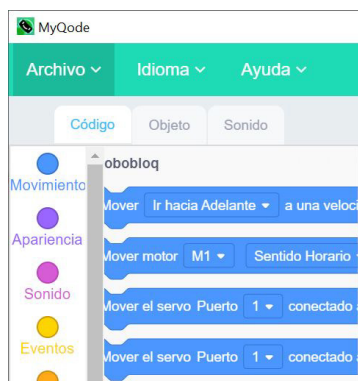 MyQode
Archivo Idioma Ayuda
Código Objeto Sonido
Movimiento
Apariencia
Sonido
Eventos
obobloq
Mover Ir hacia Adelante a una veloci
Mover motor M1 Sentido Horario
Mover el servo Puerto 1 conectado a
Mover el servo Puerto 1 conectado a